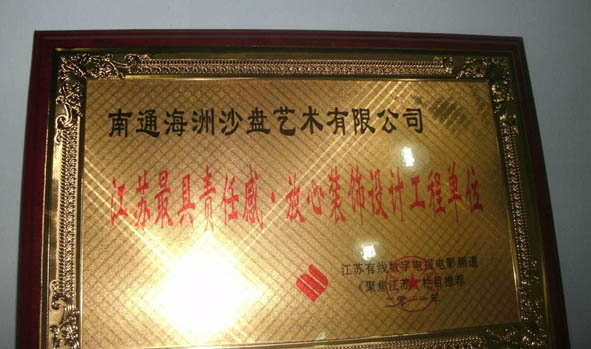 南通海洲沙盘艺术有限公司
江苏最具责任感·放心装饰设计工程单位
江苏有线数字电视电影频道
《聚焦江苏》栏目推荐
二零一一年